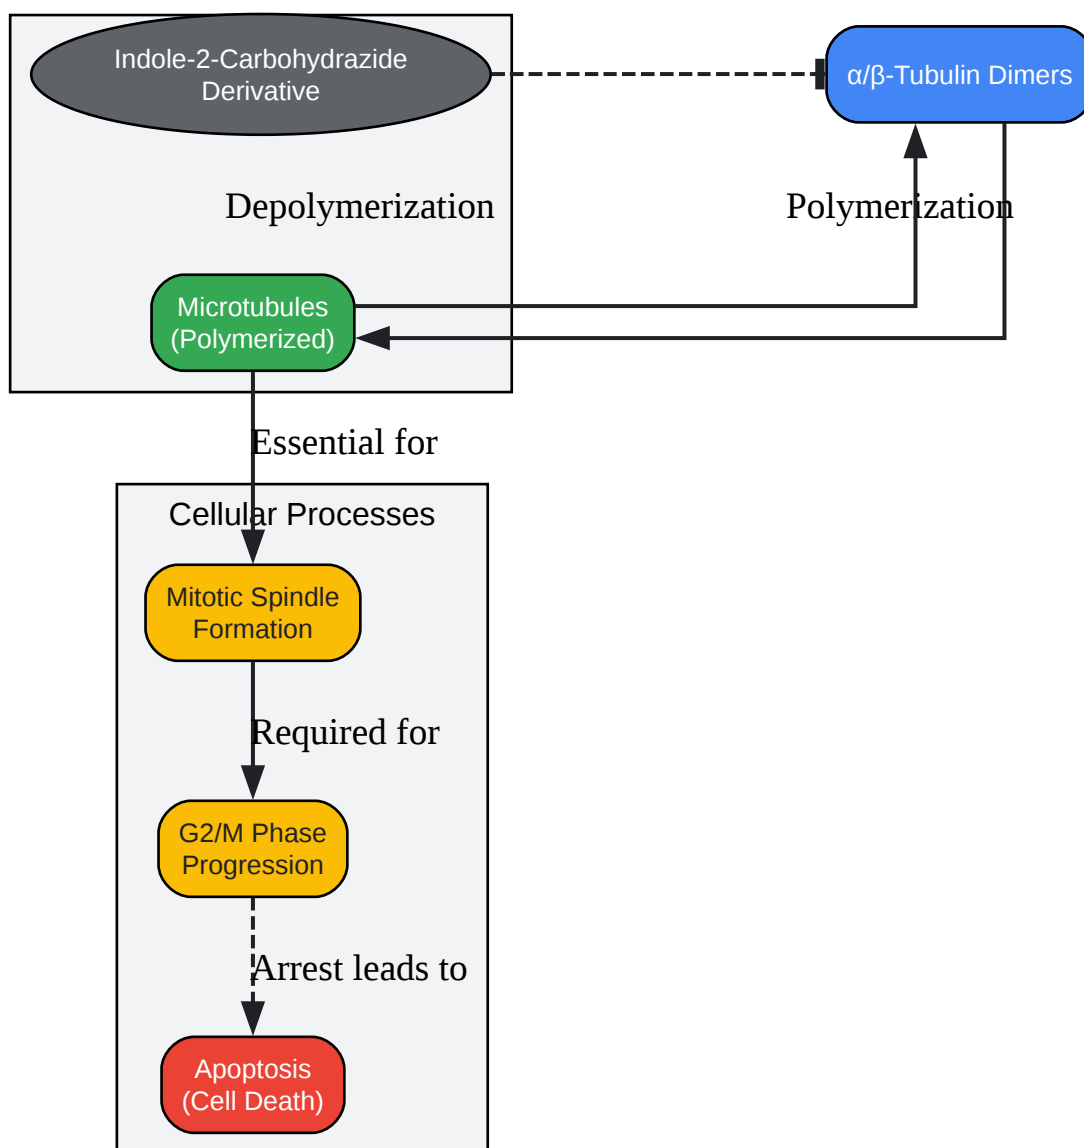 Indole-2-Carbohydrazide
Derivative
α/β-Tubulin Dimers
Depolymerization
Polymerization
Microtubules
(Polymerized)
Essential for
Cellular Processes
Mitotic Spindle
Formation
Required for
G2/M Phase
Progression
Arrest leads to
Apoptosis
(Cell Death)